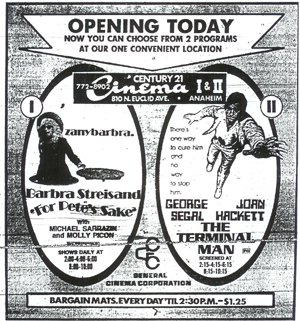 OPENING TODAY
NOW YOU CAN CHOOSE FROM 2 PROGRAMS
AT OUR ONE CONVENIENT LOCATION
CENTURY 21
772-8902 Cinema I & II
810 N. EUCLID AVE. • ANAHEIM
I
zanybarbra.
Barbra Streisand
"For Pete's Sake"
with
MICHAEL SARRAZIN
and MOLLY PICON
SHOWS DAILY AT
2:00-4:00-6:00
8:00-10:00
II
There's
one way
to cure him
and
no
way
to stop
him.
GEORGE SEGAL
JOAN HACKETT
THE
TERMINAL
MAN
SCREENED AT
2:15-4:15-6:15
8:15-10:15
GCC
GENERAL
CINEMA CORPORATION
BARGAIN MATS. EVERY DAY 'TIL 2:30 P.M. - $1.25